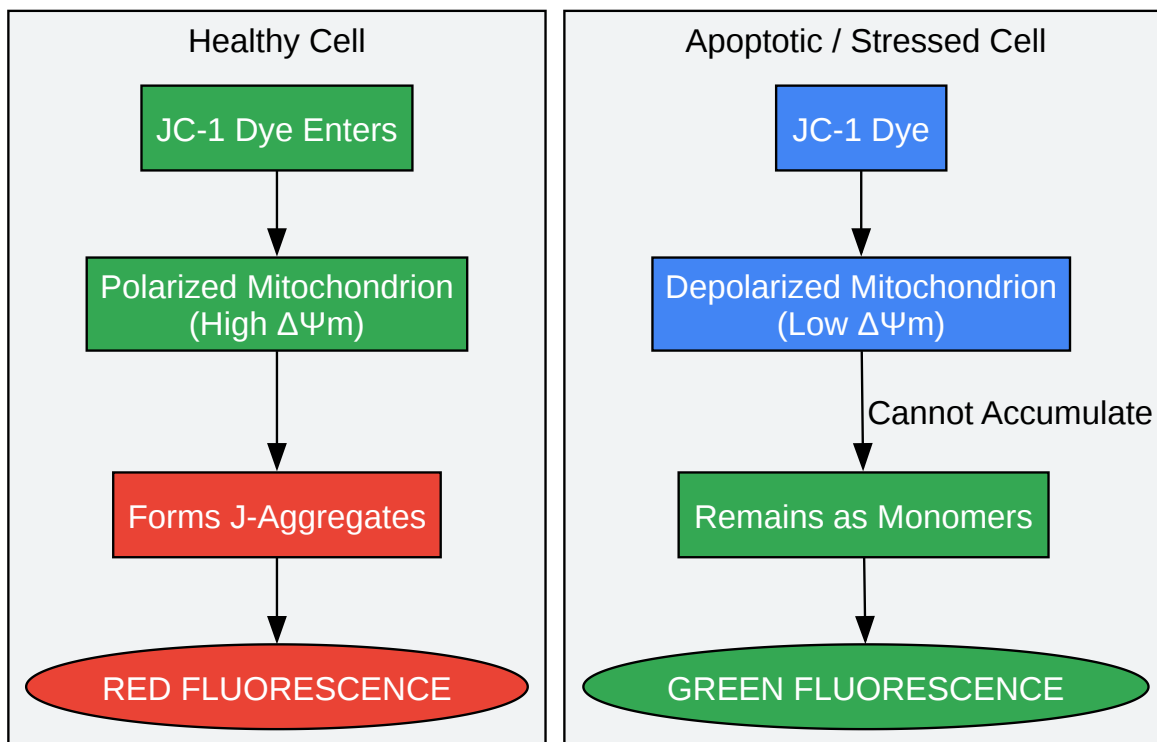 Healthy Cell
JC-1 Dye Enters
Polarized Mitochondrion
(High ΔΨm)
Forms J-Aggregates
RED FLUORESCENCE
Apoptotic / Stressed Cell
JC-1 Dye
Depolarized Mitochondrion
(Low ΔΨm)
Cannot Accumulate
Remains as Monomers
GREEN FLUORESCENCE